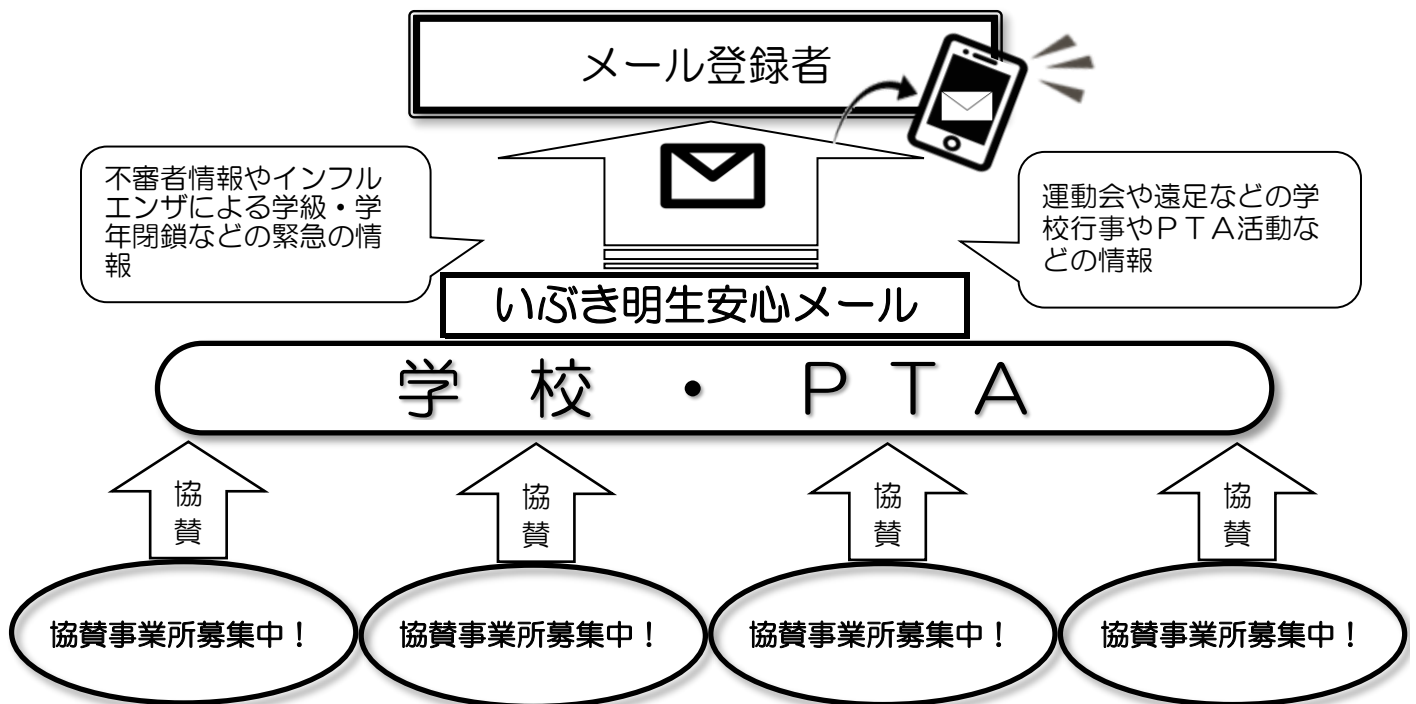 メール登録者
不審者情報やインフル
エンザによる学級・学
年閉鎖などの緊急の情
報
運動会や遠足などの学
校行事やPTA活動な
どの情報
いぶき明生安心メール
学校・PTA
協
賛
協
賛
協
賛
協
賛
協賛事業所募集中!
協賛事業所募集中!
協賛事業所募集中!
協賛事業所募集中!